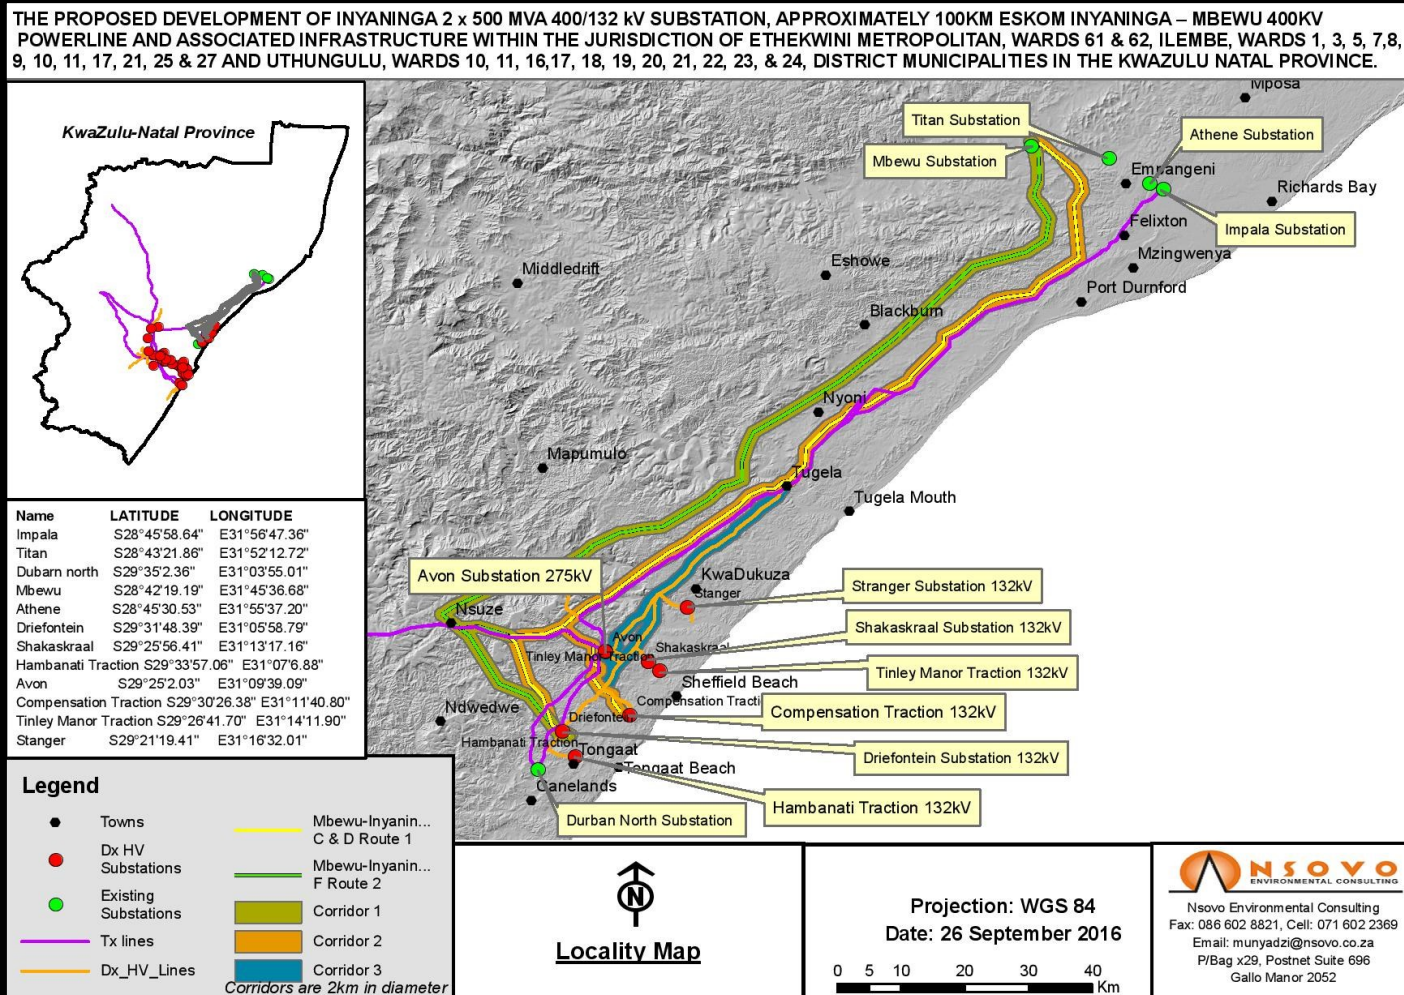 THE PROPOSED DEVELOPMENT OF INYANINGA 2 x 500 MVA 400/132 kV SUBSTATION, APPROXIMATELY 100KM ESKOM INYANINGA – MBEWU 400KV
POWERLINE AND ASSOCIATED INFRASTRUCTURE WITHIN THE JURISDICTION OF ETHEKWINI METROPOLITAN, WARDS 61 & 62, ILEMBE, WARDS 1, 3, 5, 7,8,
9, 10, 11, 17, 21, 25 & 27 AND UTHUNGULU, WARDS 10, 11, 16,17, 18, 19, 20, 21, 22, 23, & 24, DISTRICT MUNICIPALITIES IN THE KWAZULU NATAL PROVINCE.
KwaZulu-Natal Province
Mposa
Titan Substation
Athene Substation
Mbewu Substation
Empangeni
Richards Bay
Felixton
Impala Substation
Mzingwenya
Eshowe
Middledrift
Port Durnford
Blackburn
Nyoni
Mapumulo
Tugela
Tugela Mouth
Avon Substation 275kV
KwaDukuza
Stanger
Stranger Substation 132kV
Nsuze
Avon
Shakaskraal Substation 132kV
Tinley Manor Traction
Shakaskraal
Tinley Manor Traction 132kV
Sheffield Beach
Compensation Tracti
Compensation Traction 132kV
Ndwedwe
Driefontein
Hambanati Traction
Tongaat
Driefontein Substation 132kV
Tongaat Beach
Canelands
Hambanati Traction 132kV
Durban North Substation
Name LATITUDE LONGITUDE
Impala S28°45'58.64" E31°56'47.36"
Titan S28°43'21.86" E31°52'12.72"
Dubarn north S29°35'2.36" E31°03'55.01"
Mbewu S28°42'19.19" E31°45'36.68"
Athene S28°45'30.53" E31°55'37.20"
Driefontein S29°31'48.39" E31°05'58.79"
Shakaskraal S29°25'56.41" E31°13'17.16"
Hambanati Traction S29°33'57.06" E31°07'6.88"
Avon S29°25'2.03" E31°09'39.09"
Compensation Traction S29°30'26.38" E31°11'40.80"
Tinley Manor Traction S29°26'41.70" E31°14'11.90"
Stanger S29°21'19.41" E31°16'32.01"
Legend
Towns
Dx HV
Substations
Existing
Substations
Tx lines
Dx_HV_Lines
Mbewu-Inyanin...
C & D Route 1
Mbewu-Inyanin...
F Route 2
Corridor 1
Corridor 2
Corridor 3
Corridors are 2km in diameter
N
Locality Map
Projection: WGS 84
Date: 26 September 2016
0 5 10 20 30 40
Km
NSOVO
ENVIRONMENTAL CONSULTING
Nsovo Environmental Consulting
Fax: 086 602 8821, Cell: 071 602 2369
Email: munyadzi@nsovo.co.za
P/Bag x29, Postnet Suite 696
Gallo Manor 2052